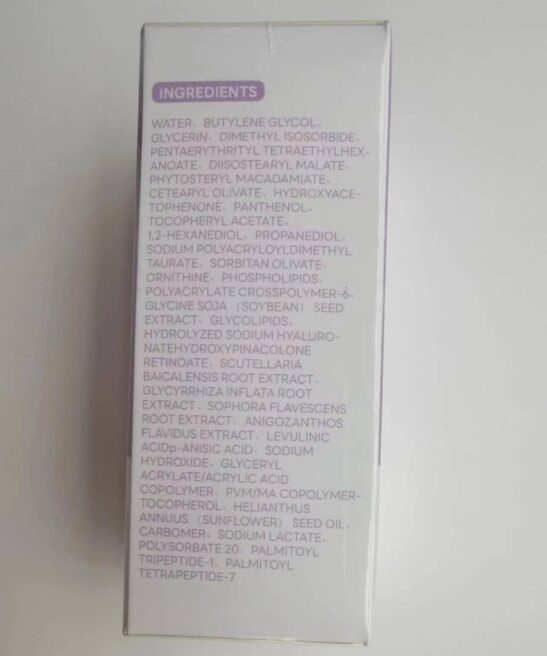 INGREDIENTS
WATER、BUTYLENE GLYCOL、
GLYCERIN、DIMETHYL ISOSORBIDE、
PENTAERYTHRITYL TETRAETHYLHEX-
ANOATE、DIISOSTEARYL MALATE、
PHYTOSTERYL MACADAMIATE、
CETEARYL OLIVATE、HYDROXYACE-
TOPHENONE、PANTHENOL、
TOCOPHERYL ACETATE、
1,2-HEXANEDIOL、PROPANEDIOL、
SODIUM POLYACRYLOYLDIMETHYL
TAURATE、SORBITAN OLIVATE、
ORNITHINE、PHOSPHOLIPIDS、
POLYACRYLATE CROSSPOLYMER-6、
GLYCINE SOJA （SOYBEAN） SEED
EXTRACT、GLYCOLIPIDS、
HYDROLYZED SODIUM HYALURO-
NATEHYDROXYPINACOLONE
RETINOATE、SCUTELLARIA
BAICALENSIS ROOT EXTRACT、
GLYCYRRHIZA INFLATA ROOT
EXTRACT、SOPHORA FLAVESCENS
ROOT EXTRACT、ANIGOZANTHOS
FLAVIDUS EXTRACT、LEVULINIC
ACIDp-ANISIC ACID、SODIUM
HYDROXIDE、GLYCERYL
ACRYLATE/ACRYLIC ACID
COPOLYMER、PVM/MA COPOLYMER-
TOCOPHEROL、HELIANTHUS
ANNUUS （SUNFLOWER） SEED OIL、
CARBOMER、SODIUM LACTATE、
POLYSORBATE 20、PALMITOYL
TRIPEPTIDE-1、PALMITOYL
TETRAPEPTIDE-7